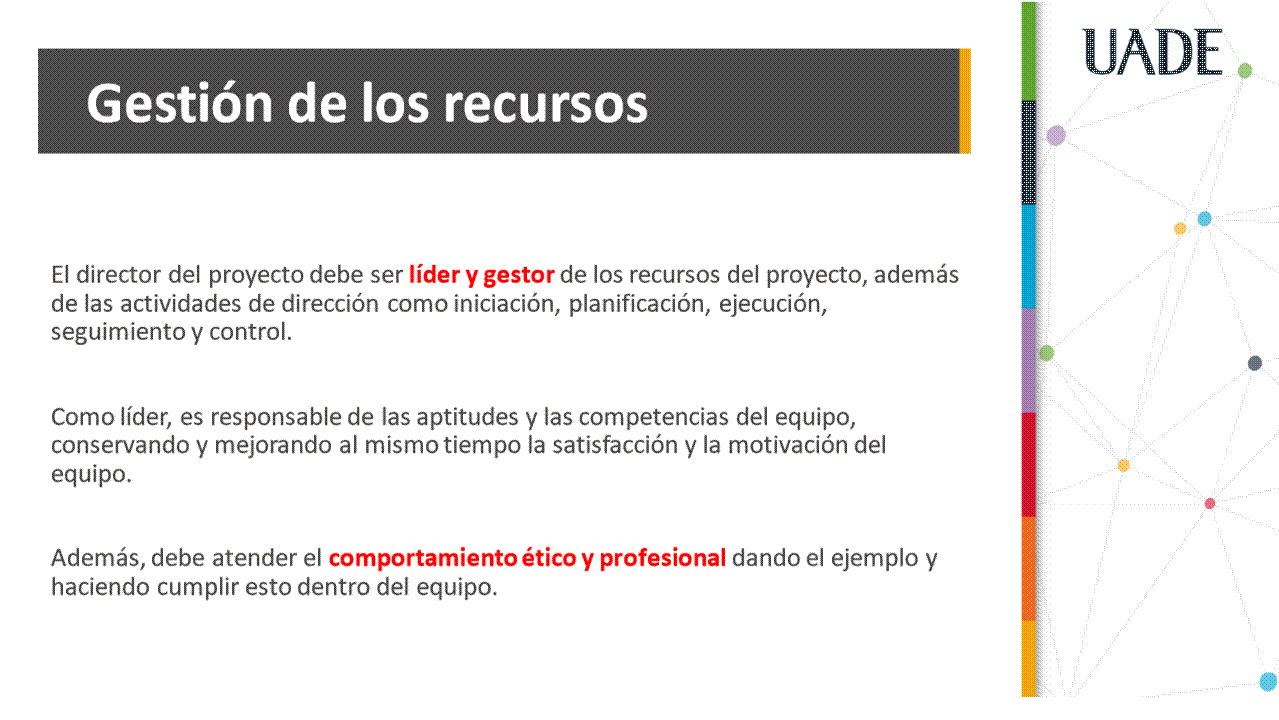 UADE
Gestión de los recursos
El director del proyecto debe ser líder y gestor de los recursos del proyecto, además
de las actividades de dirección como iniciación, planificación, ejecución,
seguimiento y control.
Como líder, es responsable de las aptitudes y las competencias del equipo,
conservando y mejorando al mismo tiempo la satisfacción y la motivación del
equipo.
Además, debe atender el comportamiento ético y profesional dando el ejemplo y
haciendo cumplir esto dentro del equipo.